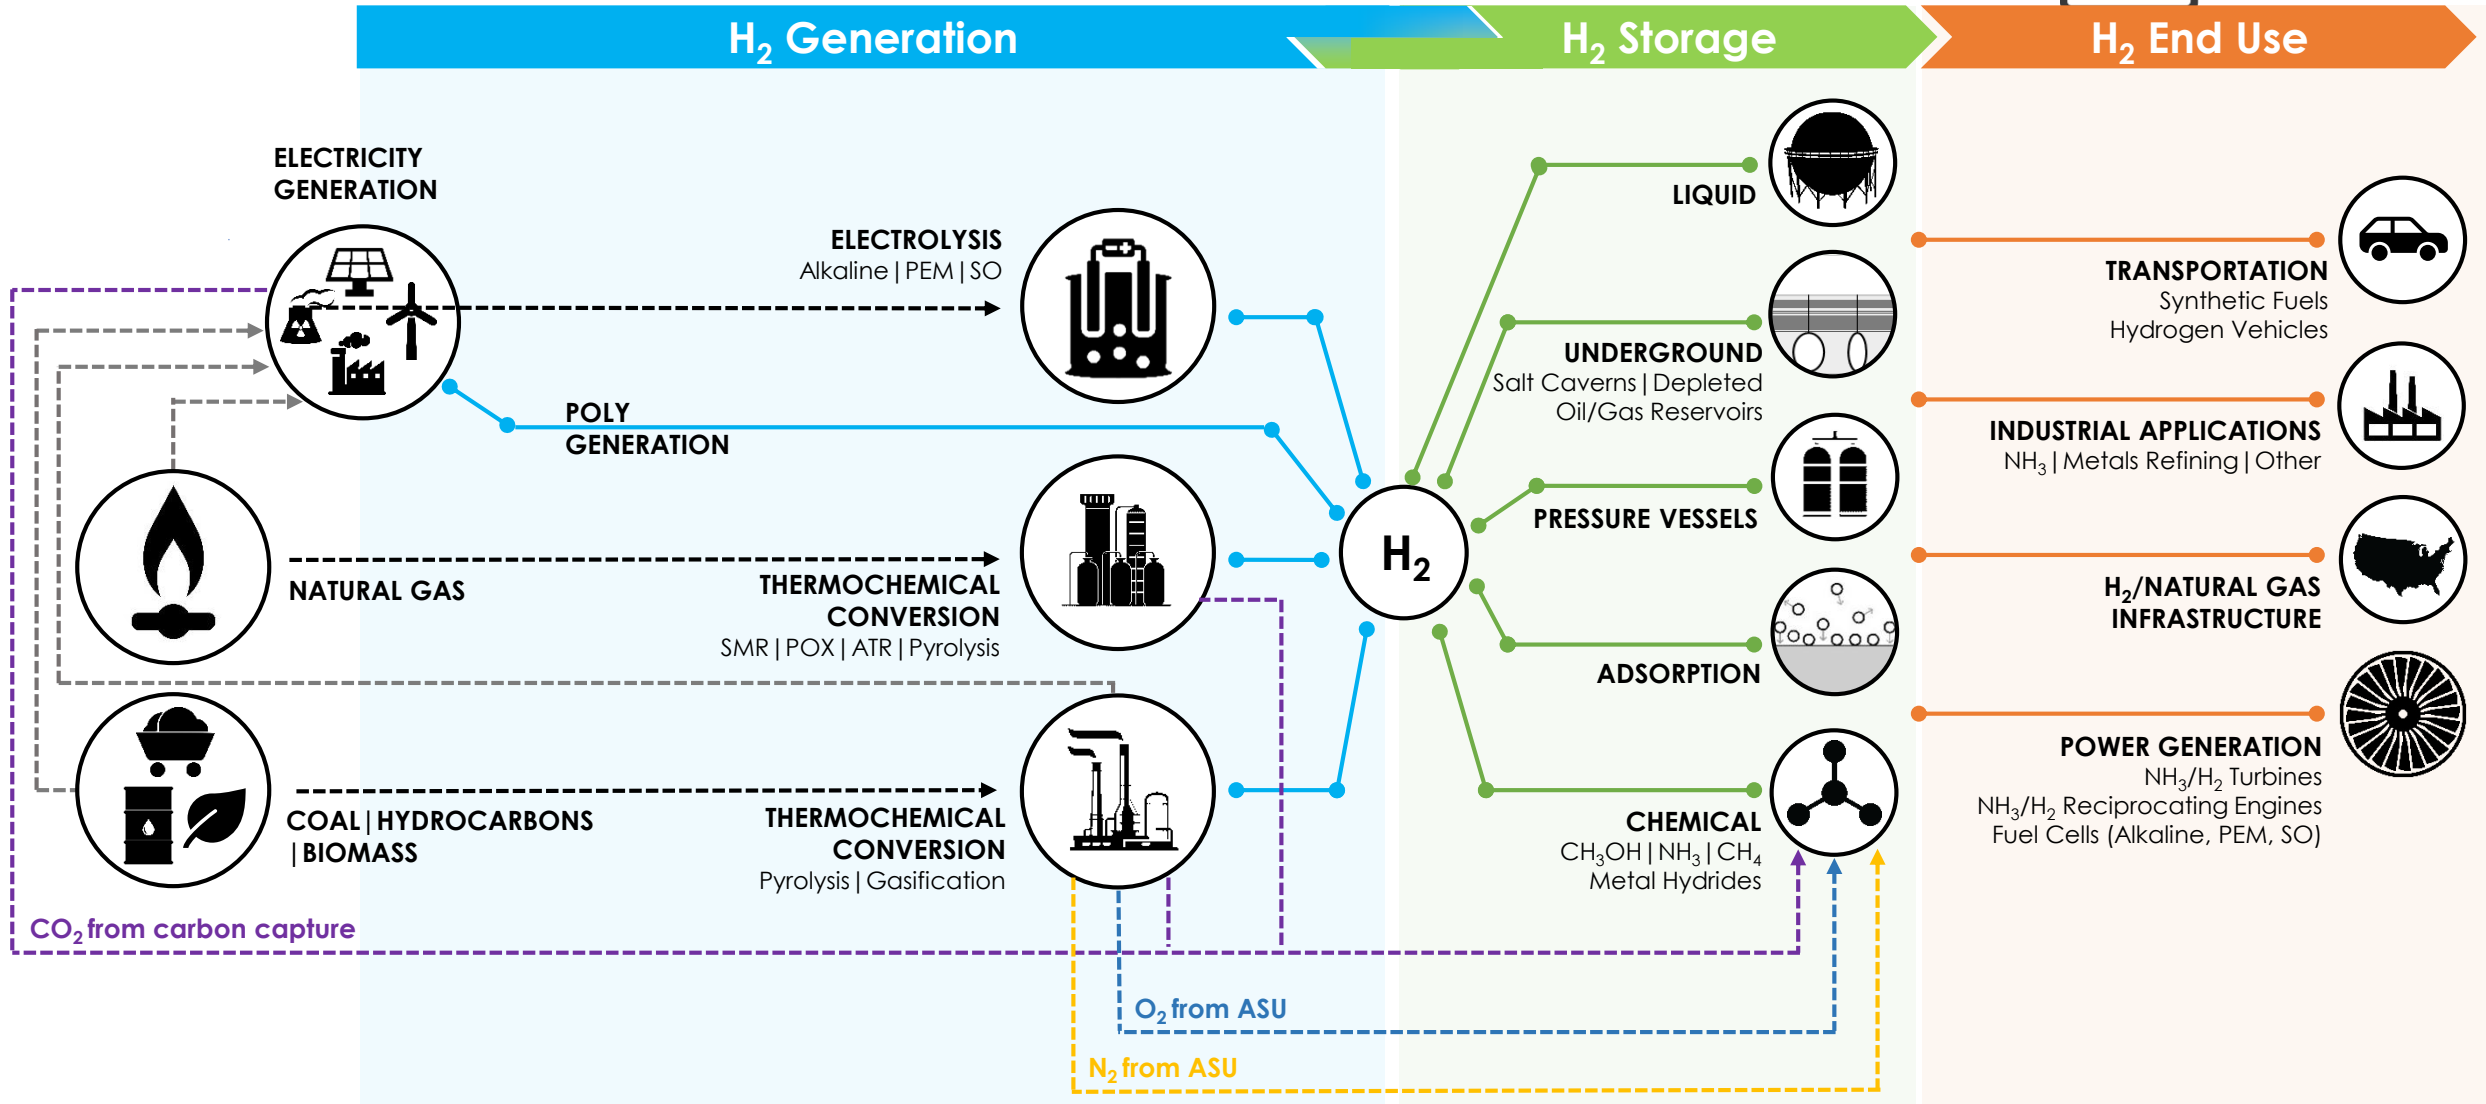 H₂ Generation
H₂ Storage
H₂ End Use
ELECTRICITY
GENERATION
ELECTROLYSIS
Alkaline|PEM|SO
POLY
GENERATION
NATURAL GAS
THERMOCHEMICAL
CONVERSION
SMR|POX|ATR|Pyrolysis
COAL|HYDROCARBONS
|BIOMASS
THERMOCHEMICAL
CONVERSION
Pyrolysis|Gasification
CO₂ from carbon capture
O₂ from ASU
N₂ from ASU
H₂
LIQUID
UNDERGROUND
Salt Caverns|Depleted
Oil/Gas Reservoirs
PRESSURE VESSELS
ADSORPTION
CHEMICAL
CH₃OH|NH₃|CH₄
Metal Hydrides
TRANSPORTATION
Synthetic Fuels
Hydrogen Vehicles
INDUSTRIAL APPLICATIONS
NH₃|Metals Refining|Other
H₂/NATURAL GAS
INFRASTRUCTURE
POWER GENERATION
NH₃/H₂ Turbines
NH₃/H₂ Reciprocating Engines
Fuel Cells (Alkaline, PEM, SO)